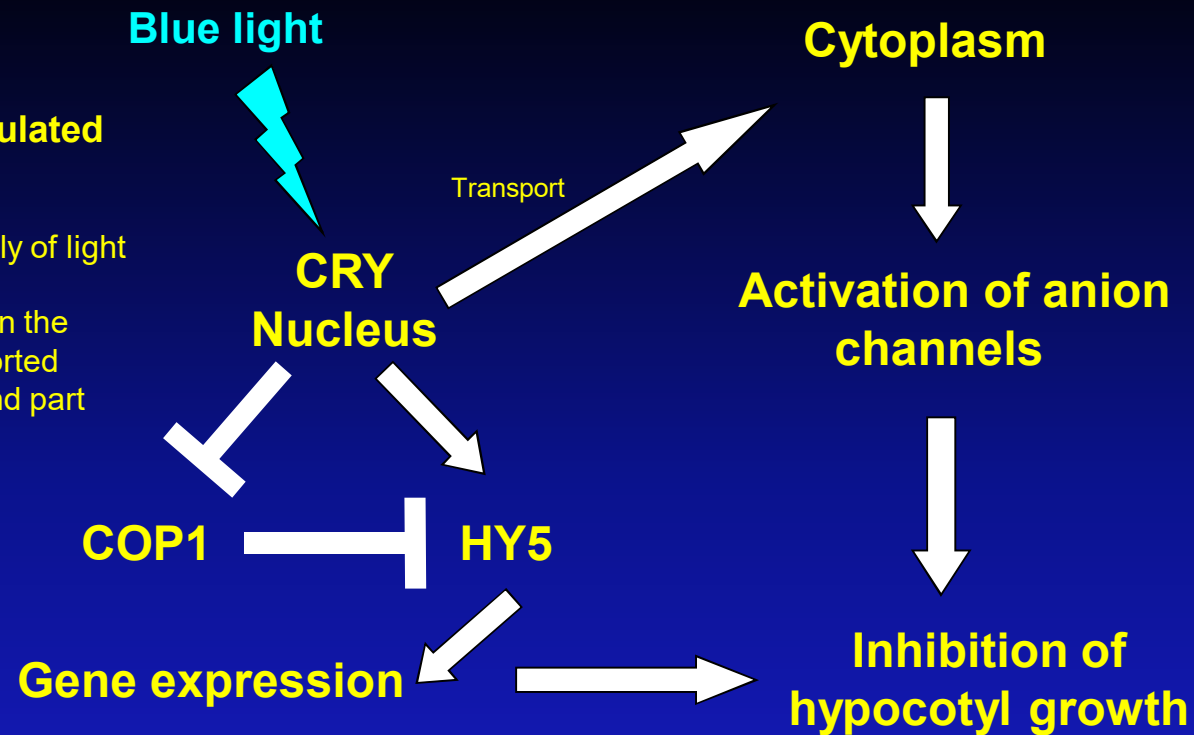 Blue light
Cytoplasm
ulated
Transport
ly of light
CRY
Nucleus
n the
orted
nd part
Activation of anion
channels
COP1
HY5
Gene expression
Inhibition of
hypocotyl growth